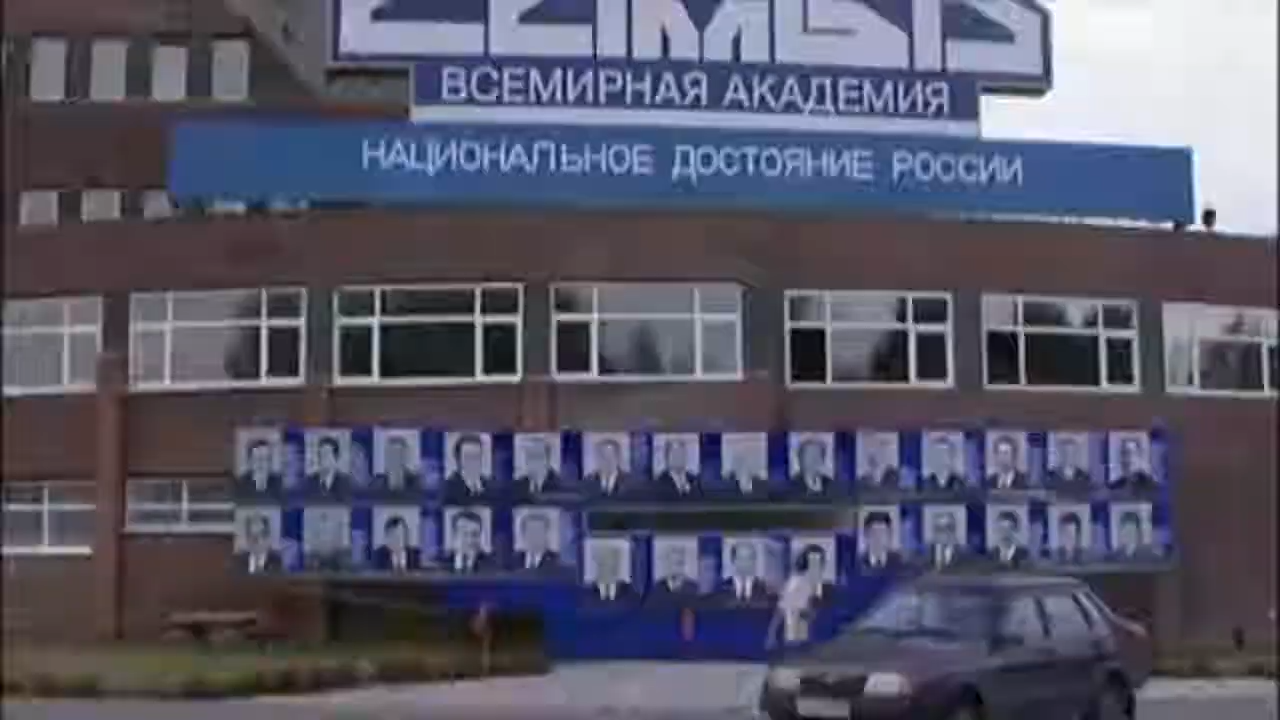 ВСЕМИРНАЯ АКАДЕМИЯ
НАЦИОНАЛЬНОЕ ДОСТОЯНИЕ РОССИИ